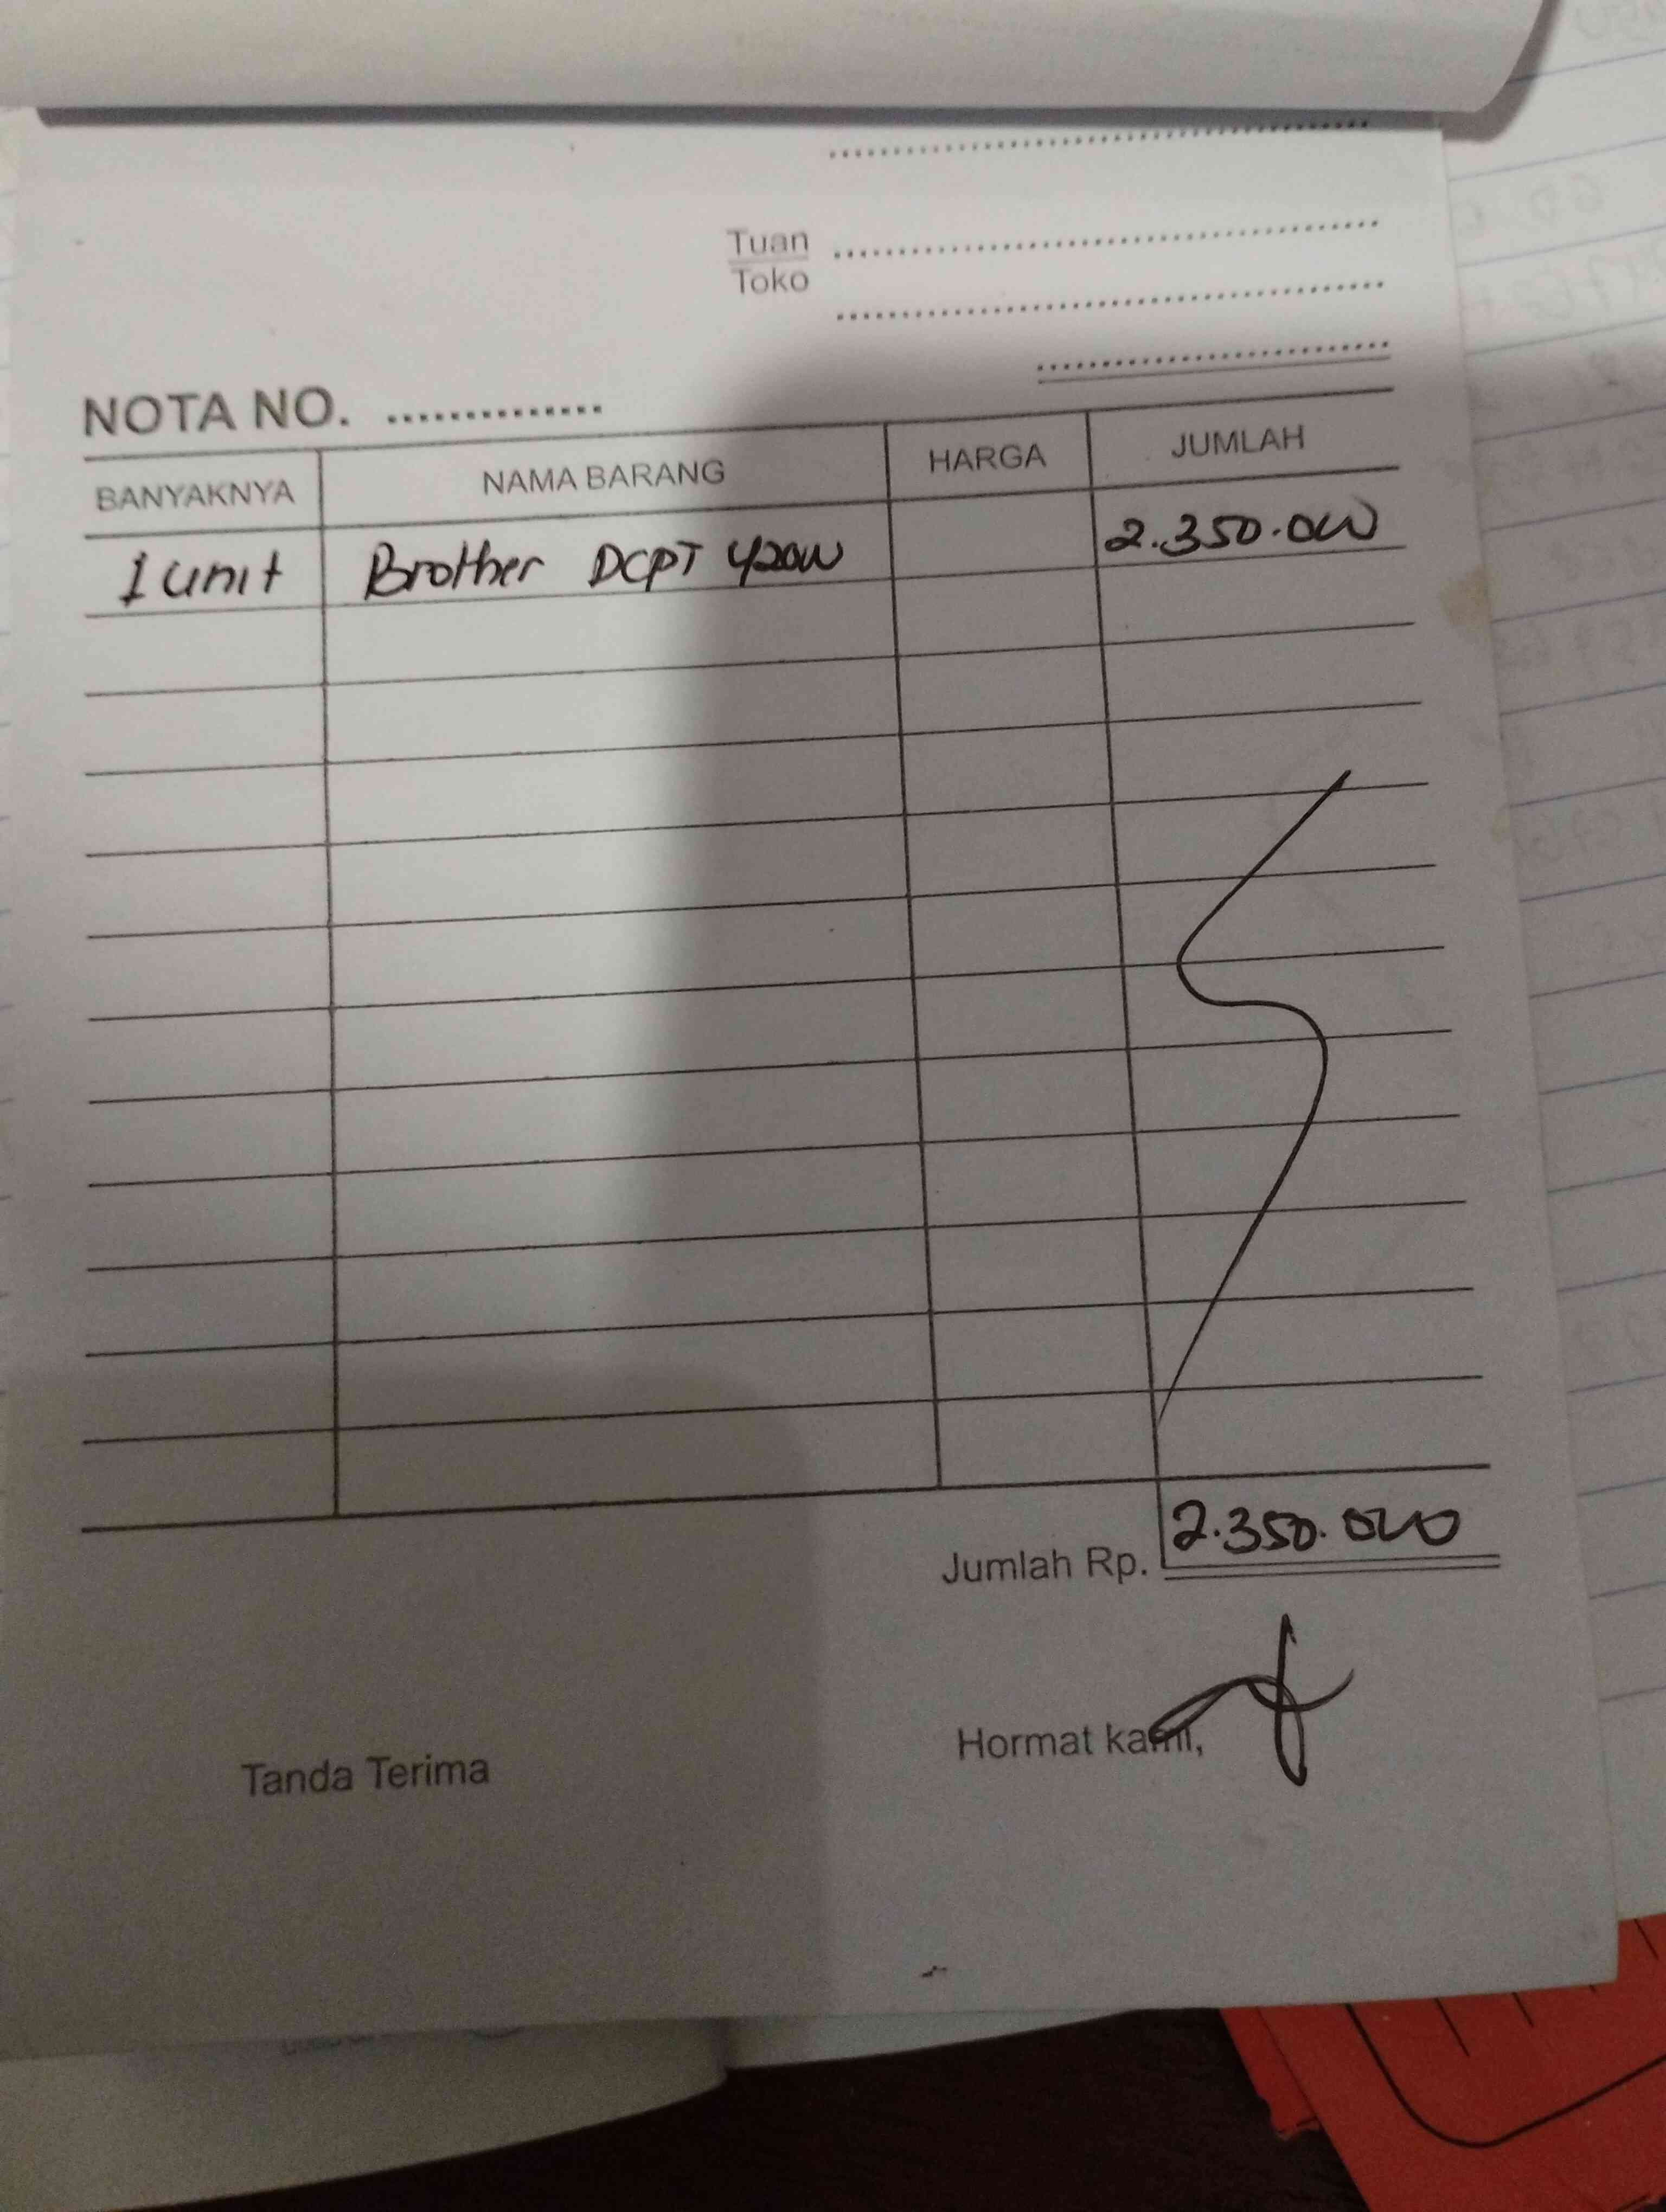 Tuan
Toko
NOTA NO. ...............
BANYAKNYA NAMA BARANG HARGA JUMLAH
1 unit Brother DCPT 420W 2.350.000
Jumlah Rp. 2.350.000
Tanda Terima Hormat kami,